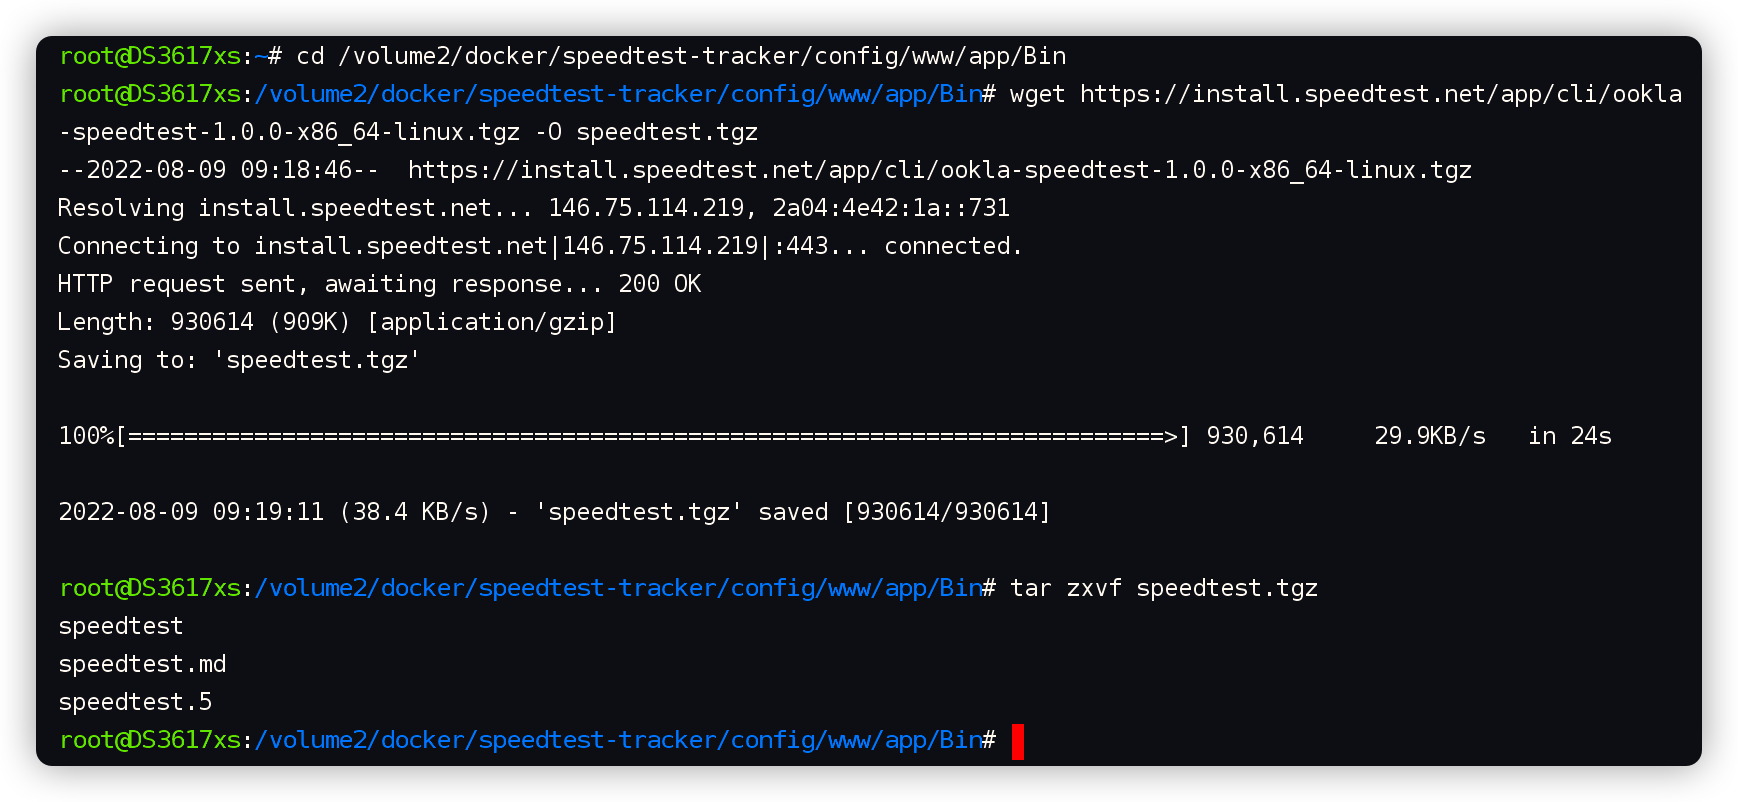 root@DS3617xs:~# cd /volume2/docker/speedtest-tracker/config/www/app/Bin
root@DS3617xs:/volume2/docker/speedtest-tracker/config/www/app/Bin# wget https://install.speedtest.net/app/cli/ookla
-speedtest-1.0.0-x86_64-linux.tgz -O speedtest.tgz
--2022-08-09 09:18:46--  https://install.speedtest.net/app/cli/ookla-speedtest-1.0.0-x86_64-linux.tgz
Resolving install.speedtest.net... 146.75.114.219, 2a04:4e42:1a::731
Connecting to install.speedtest.net|146.75.114.219|:443... connected.
HTTP request sent, awaiting response... 200 OK
Length: 930614 (909K) [application/gzip]
Saving to: 'speedtest.tgz'
100%[==========================================================================>] 930,614     29.9KB/s   in 24s
2022-08-09 09:19:11 (38.4 KB/s) - 'speedtest.tgz' saved [930614/930614]
root@DS3617xs:/volume2/docker/speedtest-tracker/config/www/app/Bin# tar zxvf speedtest.tgz
speedtest
speedtest.md
speedtest.5
root@DS3617xs:/volume2/docker/speedtest-tracker/config/www/app/Bin#